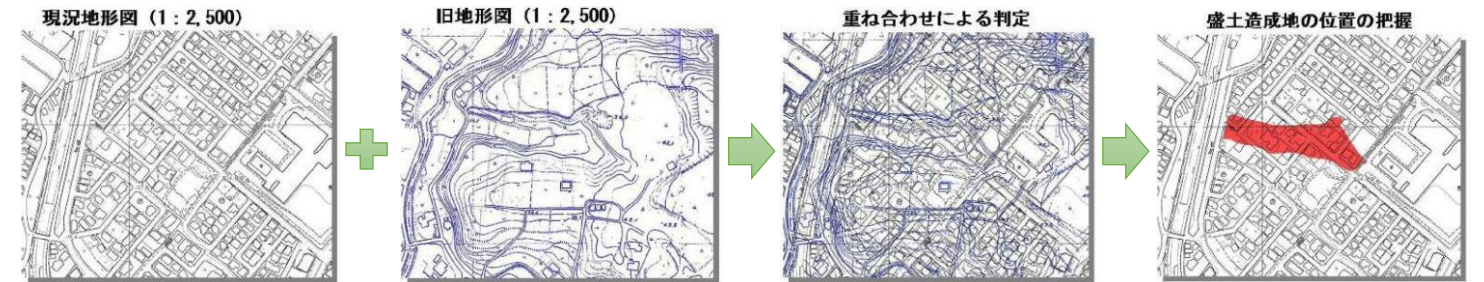 現況地形図（1：2,500）
旧地形図（1：2,500）
重ね合わせによる判定
盛土造成地の位置の把握